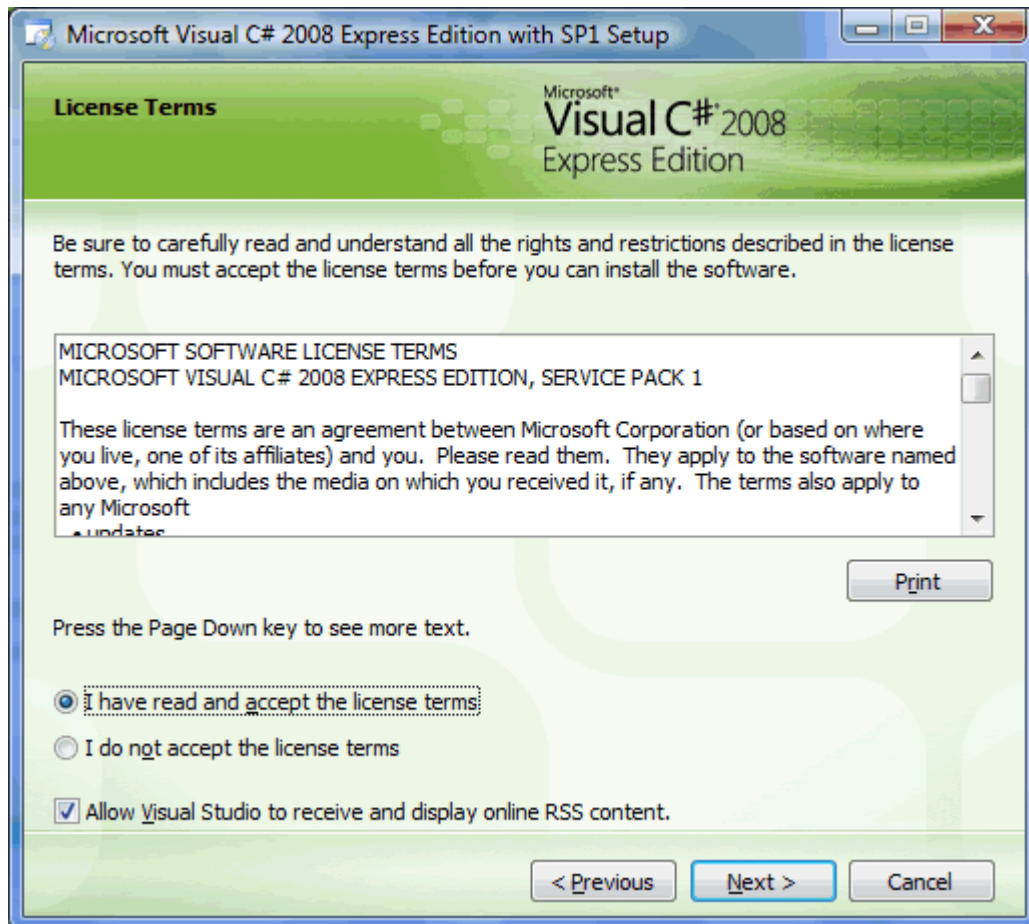 Microsoft Visual C# 2008 Express Edition with SP1 Setup
License Terms
Microsoft®
Visual C#® 2008
Express Edition
Be sure to carefully read and understand all the rights and restrictions described in the license
terms. You must accept the license terms before you can install the software.
MICROSOFT SOFTWARE LICENSE TERMS
MICROSOFT VISUAL C# 2008 EXPRESS EDITION, SERVICE PACK 1
These license terms are an agreement between Microsoft Corporation (or based on where
you live, one of its affiliates) and you.  Please read them.  They apply to the software named
above, which includes the media on which you received it, if any.  The terms also apply to
any Microsoft
• updates
Print
Press the Page Down key to see more text.
I have read and accept the license terms
I do not accept the license terms
Allow Visual Studio to receive and display online RSS content.
< Previous
Next >
Cancel